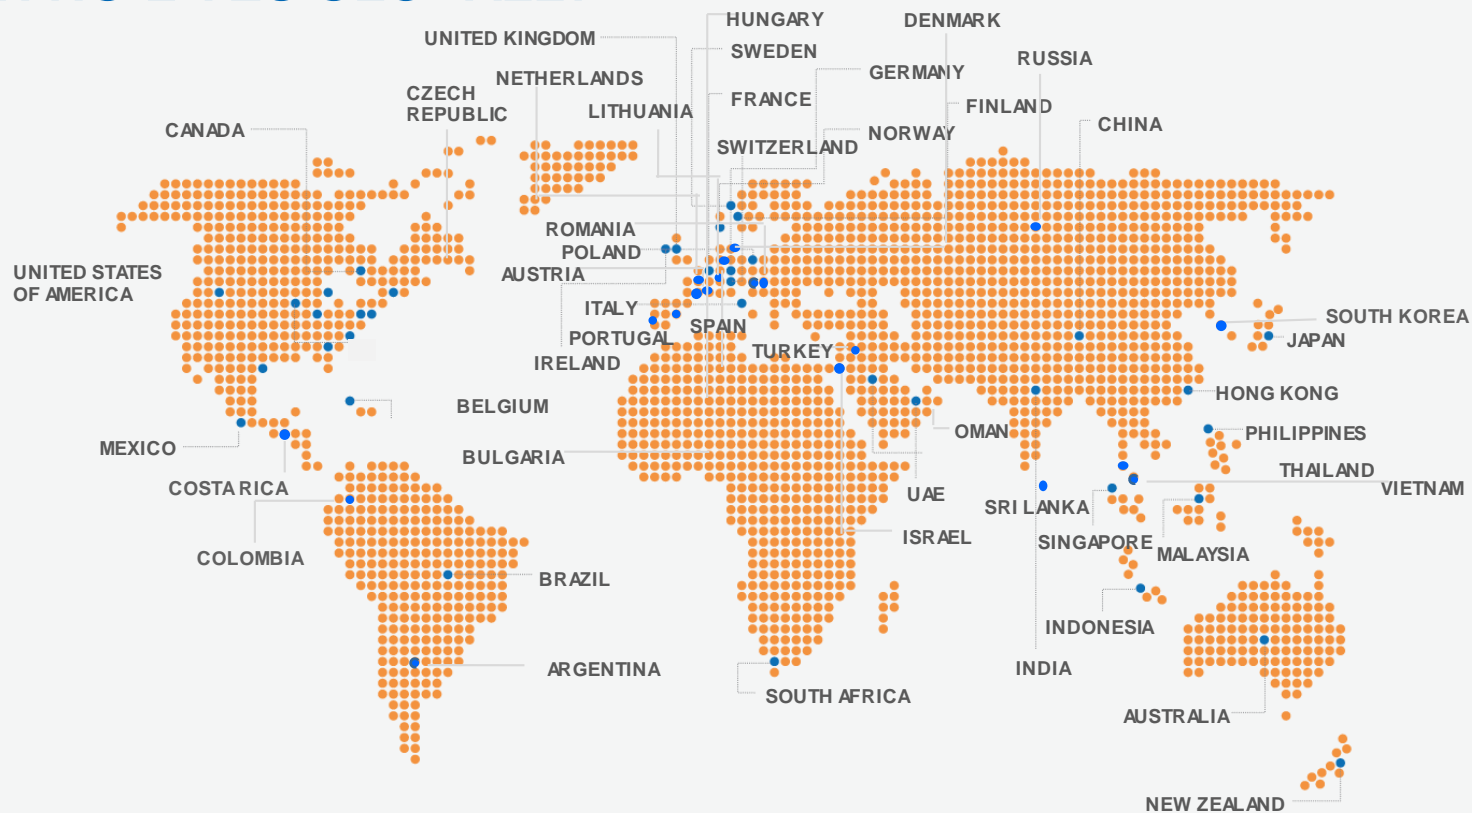 HUNGARY
DENMARK
UNITED KINGDOM
SWEDEN
RUSSIA
GERMANY
NETHERLANDS
CZECH
REPUBLIC
FRANCE
LITHUANIA
FINLAND
CANADA
CHINA
NORWAY
SWITZERLAND
ROMANIA
POLAND
AUSTRIA
UNITED STATES
OF AMERICA
ITALY
SPAIN
PORTUGAL
IRELAND
TURKEY
SOUTH KOREA
JAPAN
HONG KONG
BELGIUM
OMAN
PHILIPPINES
MEXICO
BULGARIA
THAILAND
COSTA RICA
UAE
VIETNAM
SRI LANKA
ISRAEL
SINGAPORE
MALAYSIA
COLOMBIA
BRAZIL
INDONESIA
ARGENTINA
INDIA
SOUTH AFRICA
AUSTRALIA
NEW ZEALAND